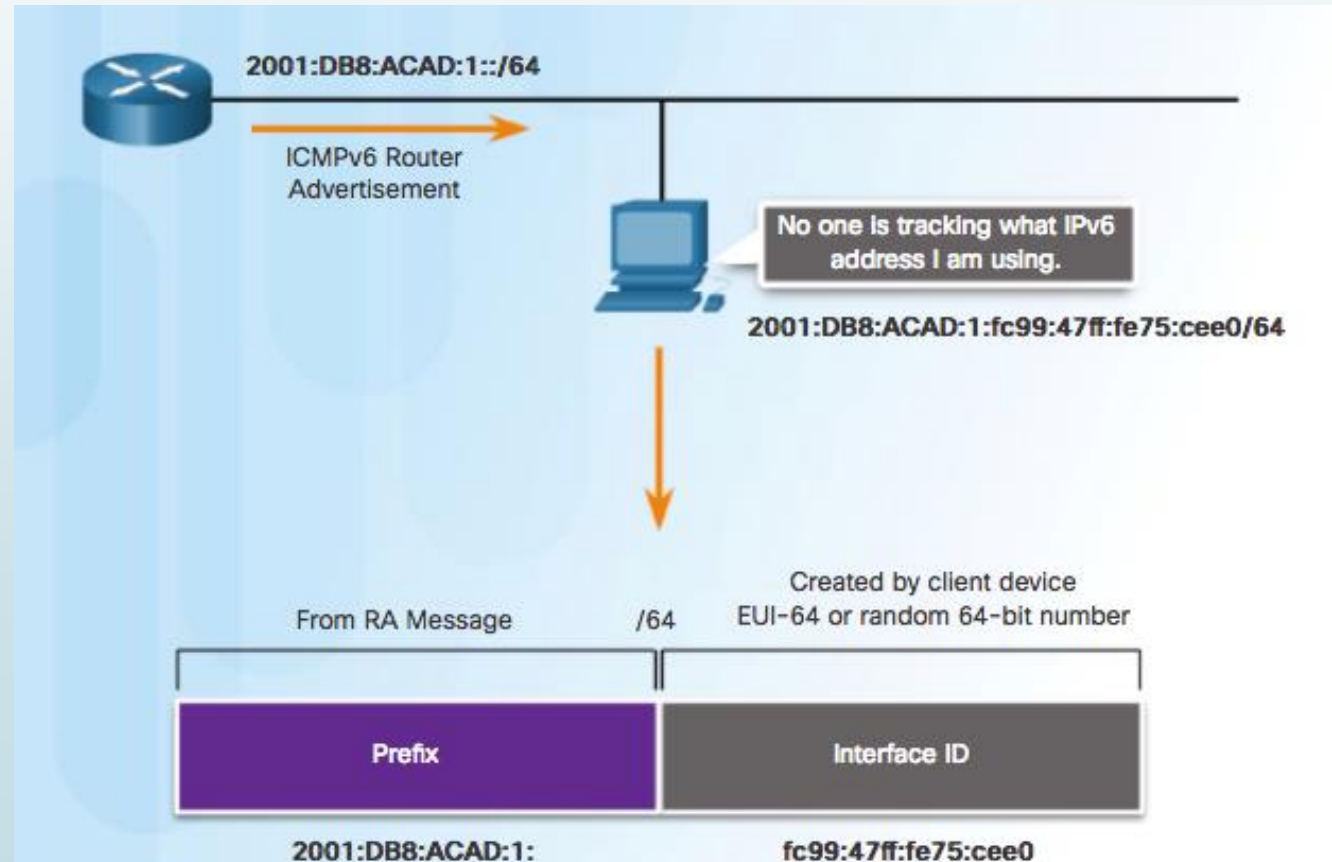 2001:DB8:ACAD:1::/64
ICMPv6 Router
Advertisement
No one is tracking what IPv6
address I am using.
2001:DB8:ACAD:1:fc99:47ff:fe75:cee0/64
Created by client device
From RA Message /64 EUI-64 or random 64-bit number
Prefix Interface ID
2001:DB8:ACAD:1: fc99:47ff:fe75:cee0